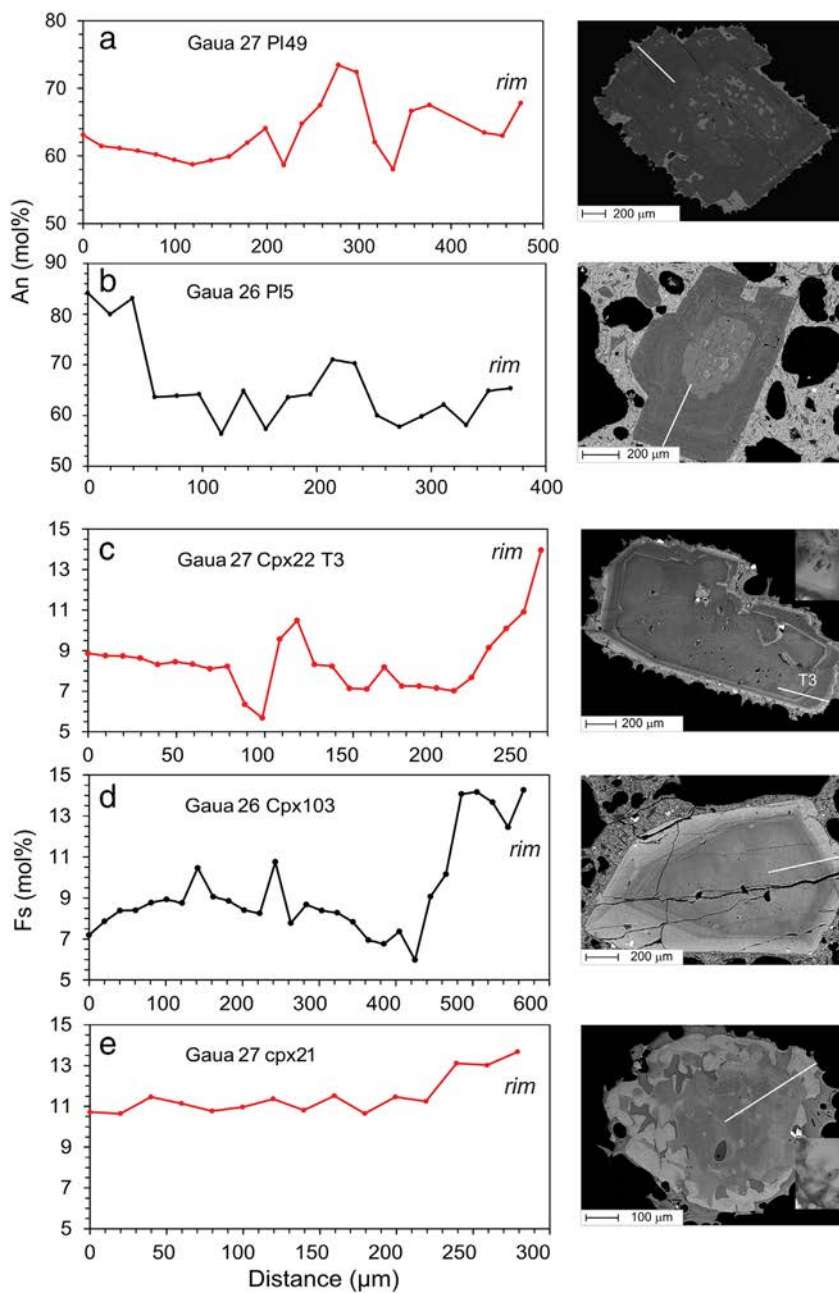 An (mol%)
a
Gaua 27 Pl49
rim
80
70
60
50
0
100
200
300
400
500
200 μm
b
Gaua 26 Pl5
rim
90
80
70
60
50
0
100
200
300
400
200 μm
Fs (mol%)
c
Gaua 27 Cpx22 T3
rim
15
13
11
9
7
5
0
50
100
150
200
250
T3
200 μm
d
Gaua 26 Cpx103
rim
15
13
11
9
7
5
0
100
200
300
400
500
600
200 μm
e
Gaua 27 cpx21
rim
15
13
11
9
7
5
0
50
100
150
200
250
300
Distance (μm)
100 μm